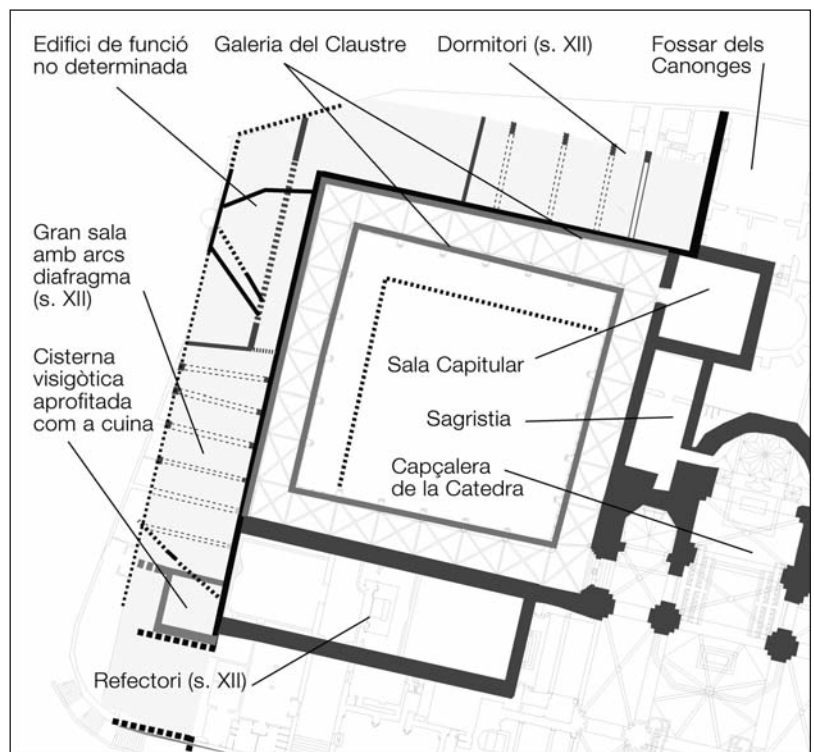 Edifici de funció
no determinada
Galeria del Claustre
Dormitori (s. XII)
Fossar dels
Canonges
Gran sala
amb arcs
diafragma
(s. XII)
Cisterna
visigòtica
aprofitada
com a cuina
Sala Capitular
Sagristia
Capçalera
de la Catedra
Refectori (s. XII)